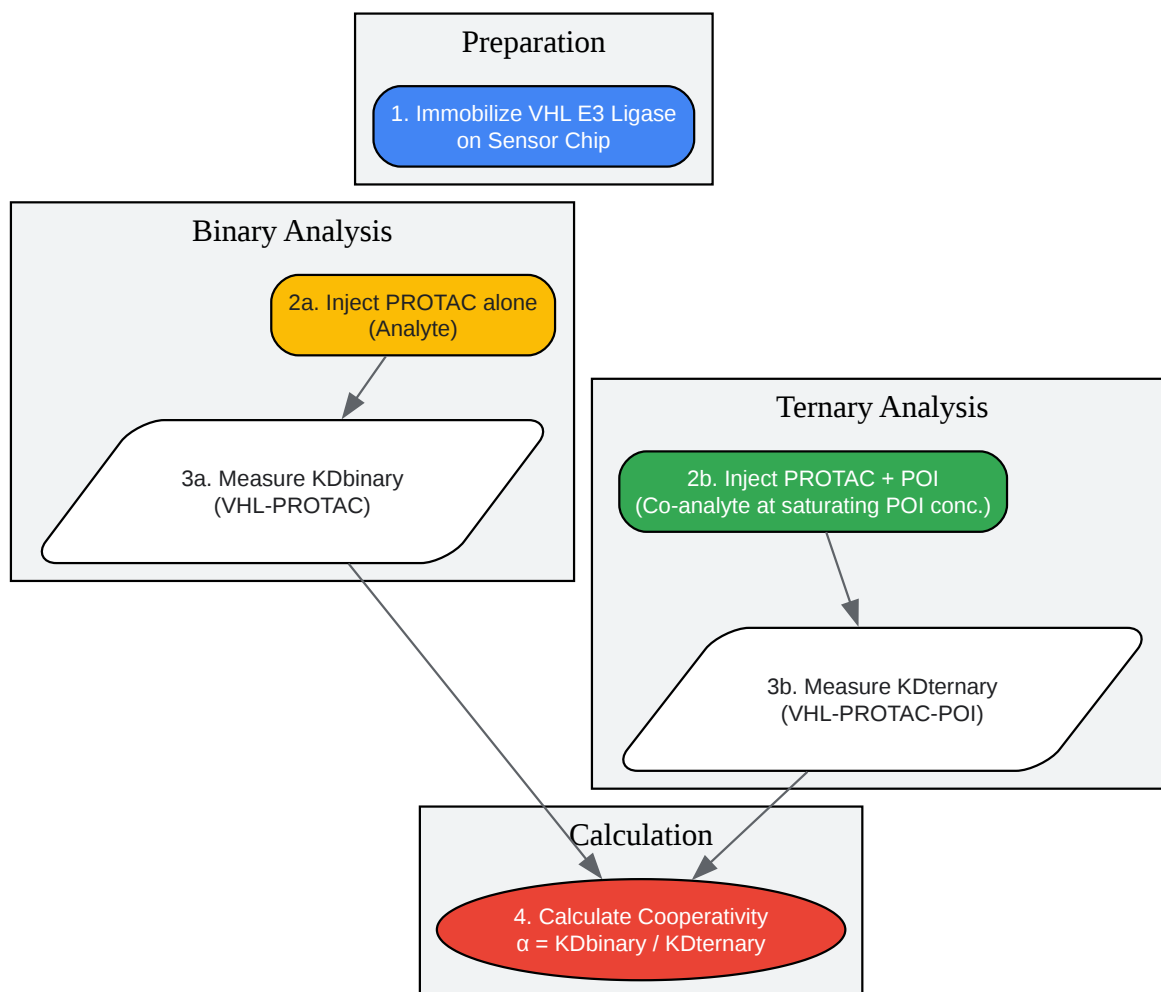 Preparation
1. Immobilize VHL E3 Ligase
on Sensor Chip
Binary Analysis
2a. Inject PROTAC alone
(Analyte)
3a. Measure KDbinary
(VHL-PROTAC)
Ternary Analysis
2b. Inject PROTAC + POI
(Co-analyte at saturating POI conc.)
3b. Measure KDternary
(VHL-PROTAC-POI)
Calculation
4. Calculate Cooperativity
α = KDbinary / KDternary